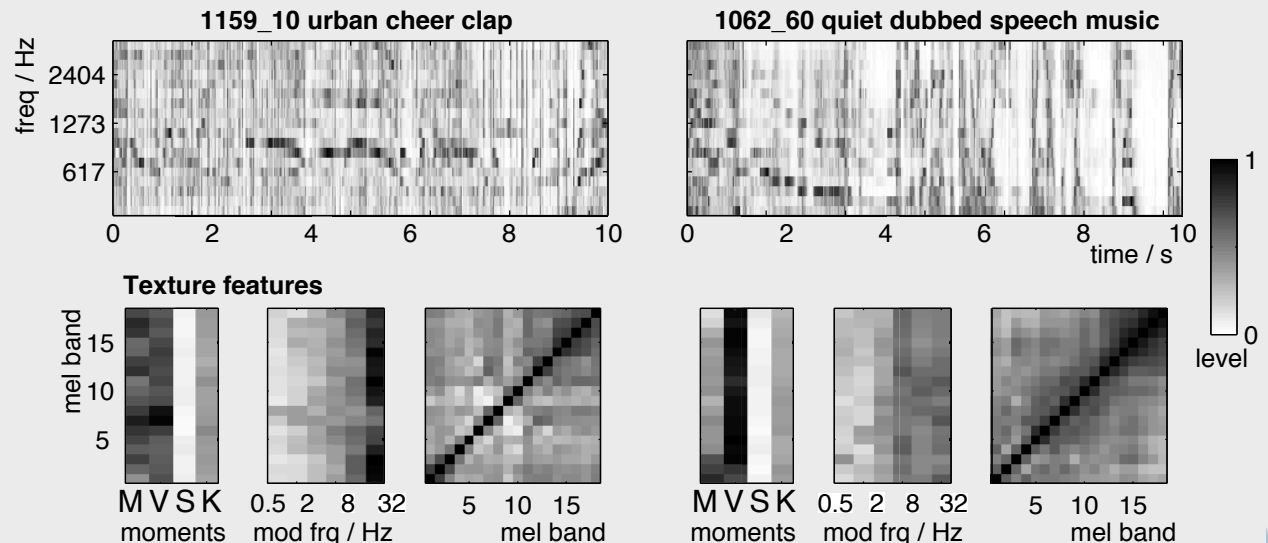 1159_10 urban cheer clap
1062_60 quiet dubbed speech music
freq / Hz
2404
1273
617
0 2 4 6 8 10
0 2 4 6 8 10
time / s
1
0
level
Texture features
mel band
15
10
5
M V S K
moments
0.5 2 8 32
mod frq / Hz
5 10 15
mel band
M V S K
moments
0.5 2 8 32
mod frq / Hz
5 10 15
mel band